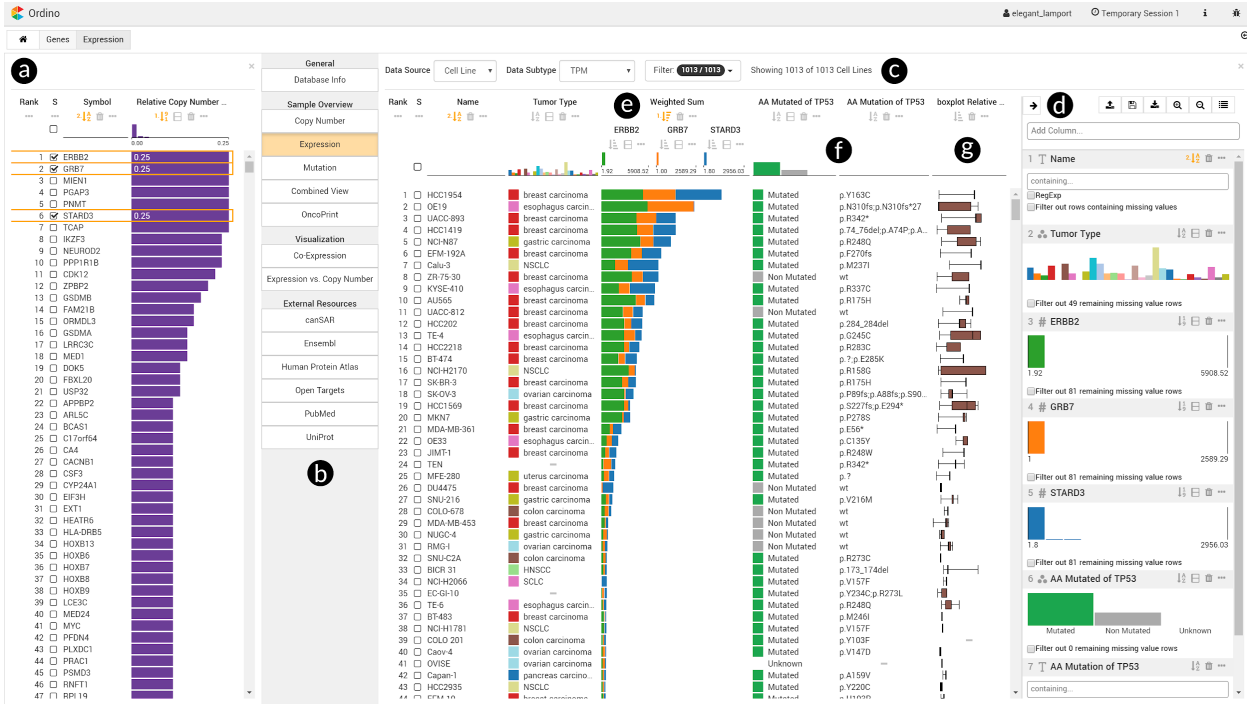 Ordino
elegant_lamport
Temporary Session 1
Genes
Expression
a
Rank S Symbol Relative Copy Number ...
0.00 0.25
1 ERBB2 0.25
2 GRB7 0.25
3 MIEN1
4 PGAP3
5 PNMT
6 STARD3 0.25
7 TCAP
8 IKZF3
9 NEUROD2
10 PPP1R1B
11 CDK12
12 ZPBP2
13 GSDMB
14 FAM21B
15 ORMDL3
16 GSDMA
17 LRRC3C
18 MED1
19 DOK5
20 FBXL20
21 USP32
22 APPBP2
23 ARL5C
24 BCAS1
25 C17orf64
26 CA4
27 CACNB1
28 CSF3
29 CYP24A1
30 EIF3H
31 EXT1
32 HEATR6
33 HLA-DRB5
34 HOXB13
35 HOXB6
36 HOXB7
37 HOXB8
38 HOXB9
39 LCE3C
40 MED24
41 MYC
42 PFDN4
43 PLXDC1
44 PRAC1
45 PSMD3
46 RNFT1
47 RPL19
General
Database Info
Sample Overview
Copy Number
Expression
Mutation
Combined View
OncoPrint
Visualization
Co-Expression
Expression vs. Copy Number
External Resources
canSAR
Ensembl
Human Protein Atlas
Open Targets
PubMed
UniProt
b
Data Source Cell Line Data Subtype TPM Filter: 1013 / 1013 Showing 1013 of 1013 Cell Lines c
Rank S Name Tumor Type e Weighted Sum AA Mutated of TP53 AA Mutation of TP53 boxplot Relative ...
ERBB2 GRB7 STARD3
f g
1.92 5908.52 1.00 2589.29 1.80 2956.03
1 HCC1954 breast carcinoma Mutated p.Y163C
2 OE19 esophagus carcin... Mutated p.N310fs;p.N310fs*27
3 UACC-893 breast carcinoma Mutated p.R342*
4 HCC1419 breast carcinoma Mutated p.74_76del;p.A74P;p.A...
5 NCI-N87 gastric carcinoma Mutated p.R248Q
6 EFM-192A breast carcinoma Mutated p.F270fs
7 Calu-3 NSCLC Mutated p.M237I
8 ZR-75-30 breast carcinoma Non Mutated wt
9 KYSE-410 esophagus carcin... Mutated p.R337C
10 AU565 breast carcinoma Mutated p.R175H
11 UACC-812 breast carcinoma Non Mutated wt
12 HCC202 breast carcinoma Mutated p.284_284del
13 TE-4 esophagus carcin... Mutated p.G245C
14 HCC2218 breast carcinoma Mutated p.R283C
15 BT-474 breast carcinoma Mutated p.?;p.E285K
16 NCI-H2170 NSCLC Mutated p.R158G
17 SK-BR-3 breast carcinoma Mutated p.R175H
18 SK-OV-3 ovarian carcinoma Mutated p.P89fs;p.A88fs;p.S90...
19 HCC1569 breast carcinoma Mutated p.S227fs;p.E294*
20 MKN7 gastric carcinoma Mutated p.P278S
21 MDA-MB-361 breast carcinoma Mutated p.E56*
22 OE33 esophagus carcin... Mutated p.C135Y
23 JIMT-1 breast carcinoma Mutated p.R248W
24 TEN Mutated p.R342*
25 MFE-280 uterus carcinoma Mutated p.?
26 DU4475 breast carcinoma Non Mutated wt
27 SNU-216 gastric carcinoma Mutated p.V216M
28 COLO-678 colon carcinoma Non Mutated wt
29 MDA-MB-453 breast carcinoma Non Mutated wt
30 NUGC-4 gastric carcinoma Non Mutated wt
31 RMG-I ovarian carcinoma Non Mutated wt
32 SNU-C2A colon carcinoma Mutated p.R273C
33 BICR 31 HNSCC Mutated p.173_174del
34 NCI-H2066 SCLC Mutated p.V157F
35 EC-GI-10 Mutated p.Y234C;p.R273L
36 TE-6 esophagus carcin... Mutated p.R248Q
37 BT-483 breast carcinoma Mutated p.M246I
38 NCI-H1781 NSCLC Mutated p.V157F
39 COLO 201 colon carcinoma Mutated p.Y103F
40 Caov-4 ovarian carcinoma Mutated p.V147D
41 OVISE ovarian carcinoma Unknown
42 Capan-1 pancreas carcino... Mutated p.A159V
43 HCC2935 NSCLC Mutated p.Y220C
d
Add Column...
1 Name
containing...
RegExp
Filter out rows containing missing values
2 Tumor Type
Filter out 49 remaining missing value rows
3 # ERBB2
1.92 5908.52
Filter out 81 remaining missing value rows
4 # GRB7
1 2589.29
Filter out 81 remaining missing value rows
5 # STARD3
1.8 2956.03
Filter out 81 remaining missing value rows
6 AA Mutated of TP53
Mutated Non Mutated Unknown
Filter out 0 remaining missing value rows
7 AA Mutation of TP53
containing...